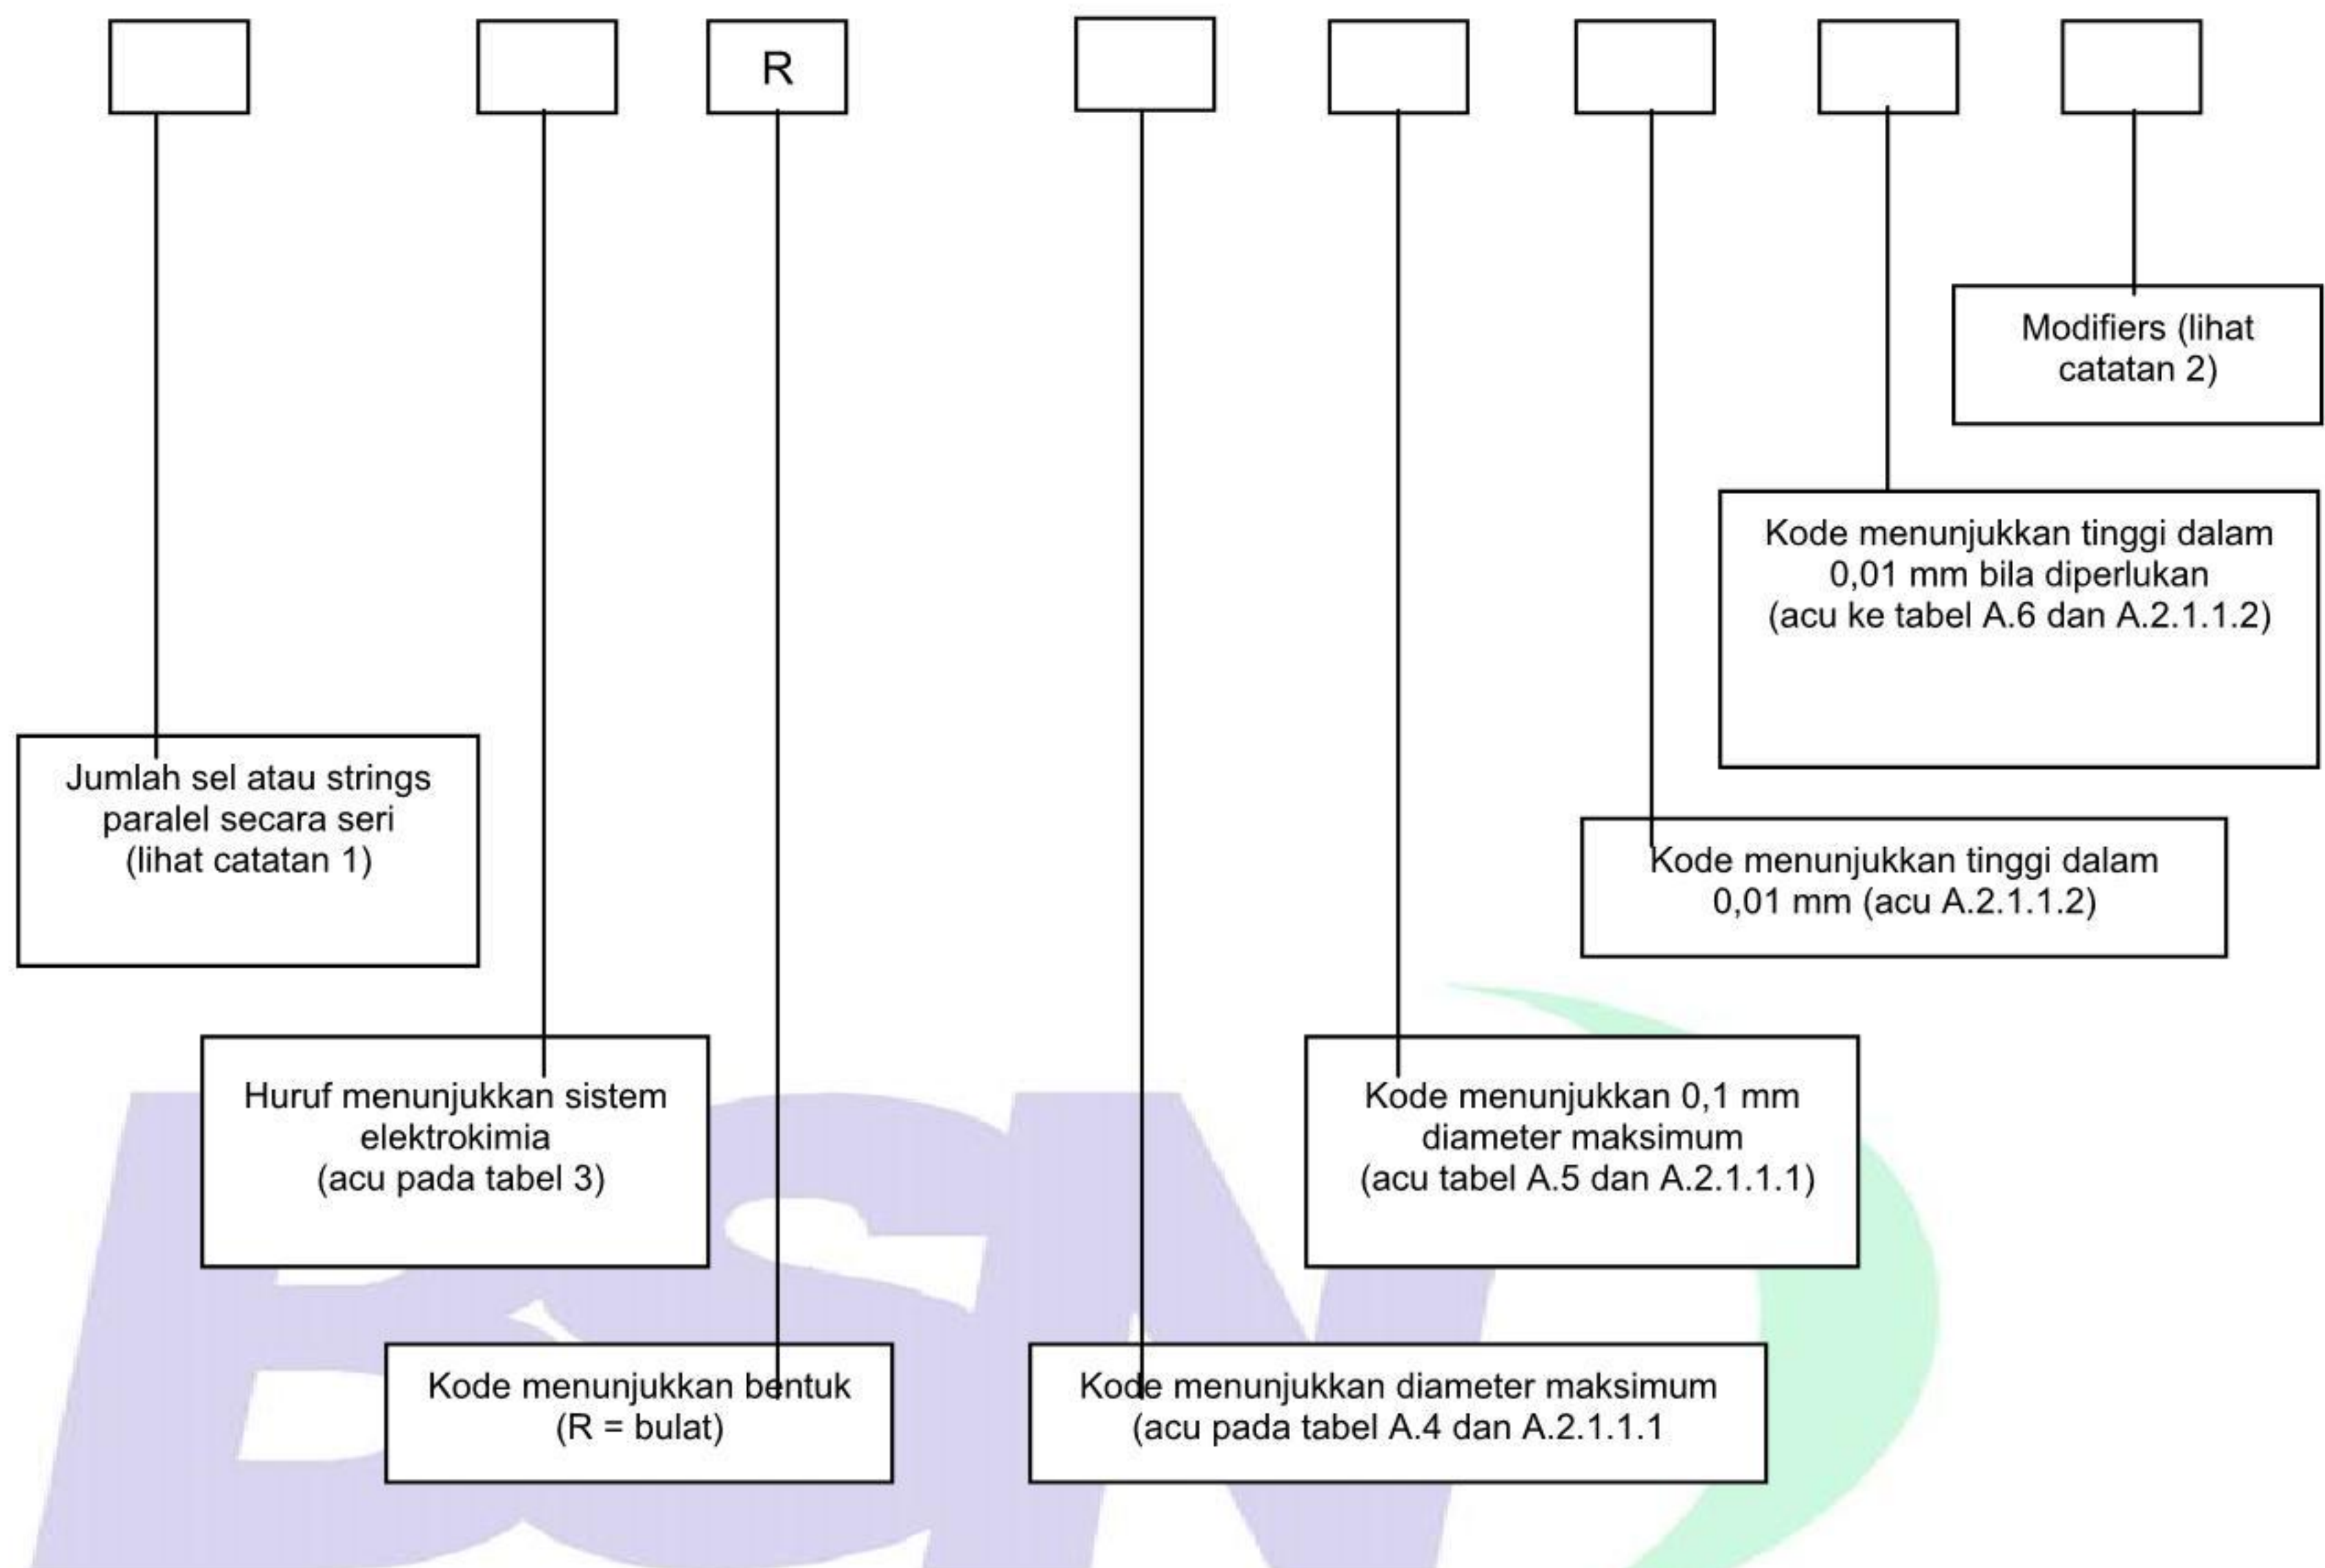 R
Modifiers (lihat
catatan 2)
Kode menunjukkan tinggi dalam
0,01 mm bila diperlukan
(acu ke tabel A.6 dan A.2.1.1.2)
Jumlah sel atau strings
paralel secara seri
(lihat catatan 1)
Kode menunjukkan tinggi dalam
0,01 mm (acu A.2.1.1.2)
Huruf menunjukkan sistem
elektrokimia
(acu pada tabel 3)
Kode menunjukkan 0,1 mm
diameter maksimum
(acu tabel A.5 dan A.2.1.1.1)
Kode menunjukkan bentuk
(R = bulat)
Kode menunjukkan diameter maksimum
(acu pada tabel A.4 dan A.2.1.1.1
BSN